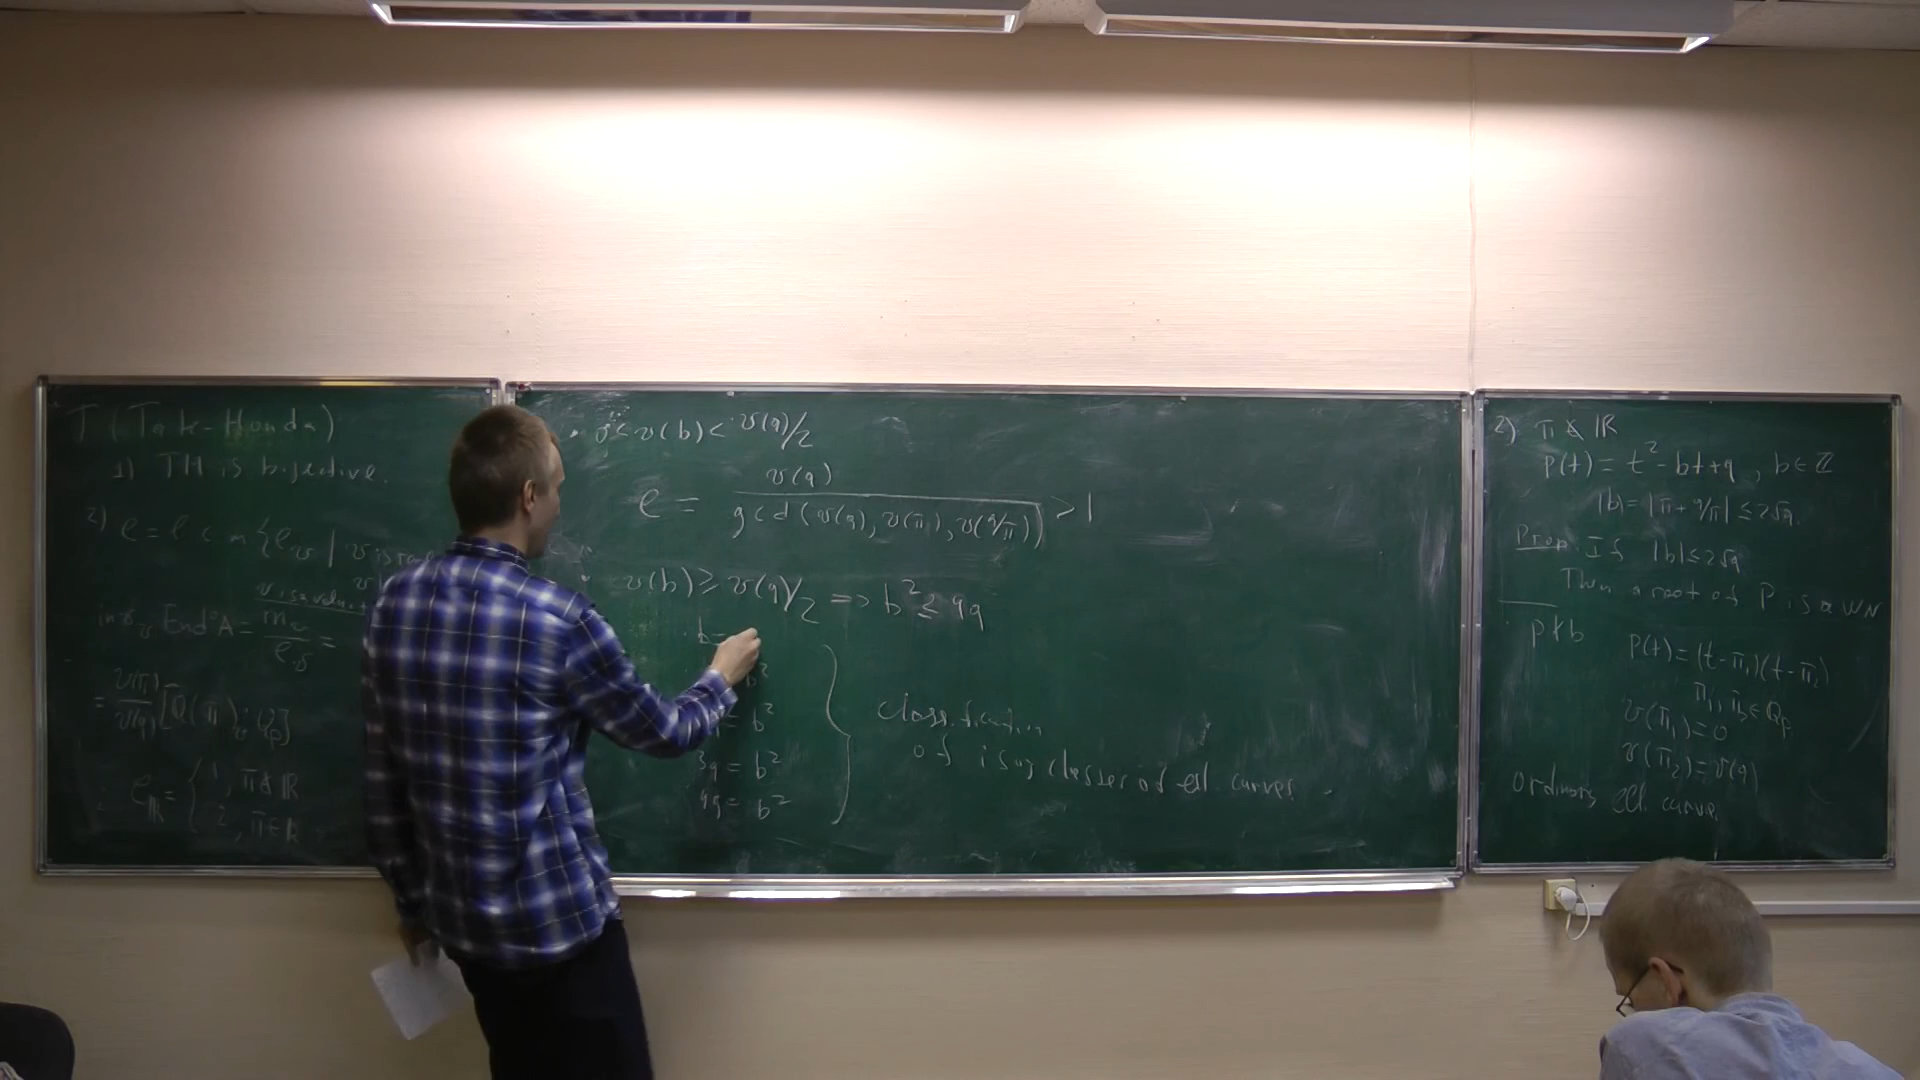 T (Tate-Honda)
1) TH is bijective.
2) e = lcm {e_v |
v(
in_v End°A = m_v / e_v =
= v(π)/v(q) [Q(π)_v : Q_p]
e_R = { 1, π ∉ R
2, π ∈ R
· 0 < v(b) < v(q)/2
e = v(q) / gcd(v(q), v(π), v(q/π)) > 1
· v(b) ≥ v(q)/2 => b² ≤ 4q
· b =
b²
= b²
3q = b²
4q = b²
classification
of isog classes of ell. curves.
2) π ∉ R
P(t) = t² - bt + q , b ∈ Z
|b| = |π + q/π| ≤ 2√q.
Prop. If |b| ≤ 2√q
Then a root of P is a WN
p ∤ b
P(t) = (t - π₁)(t - π₂)
π₁, π₂ ∈ Q_p
v(π₁) = 0
v(π₂) = v(q)
ordinary ell. curve